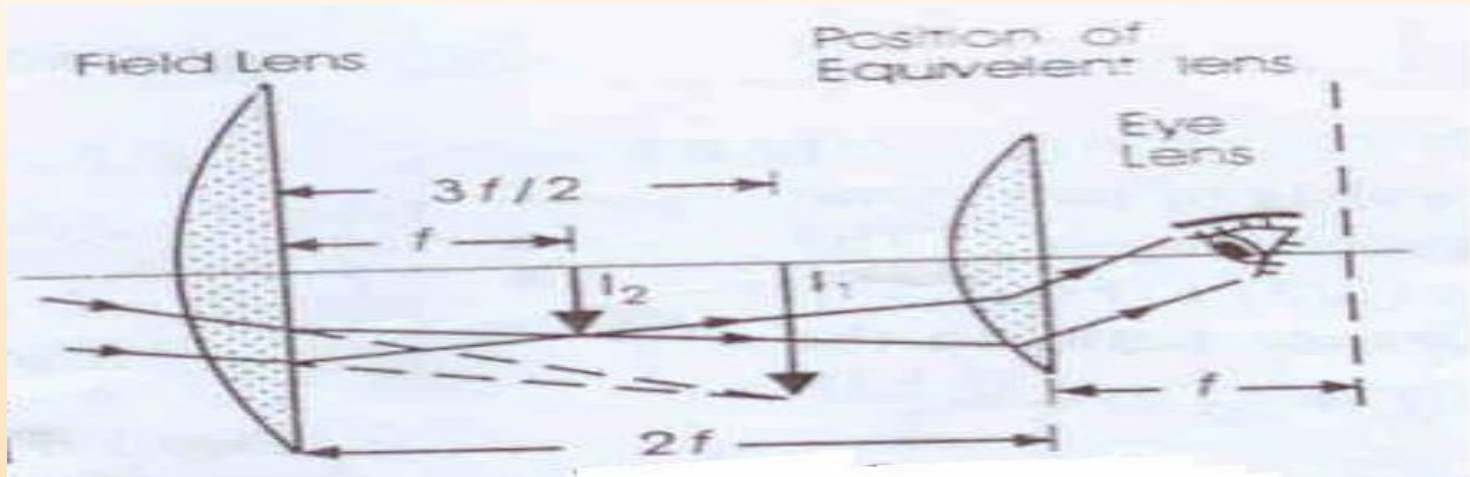 Field Lens
Position of
Equivelent lens
Eye
Lens
3f/2
f
I₂
I₁
f
2f